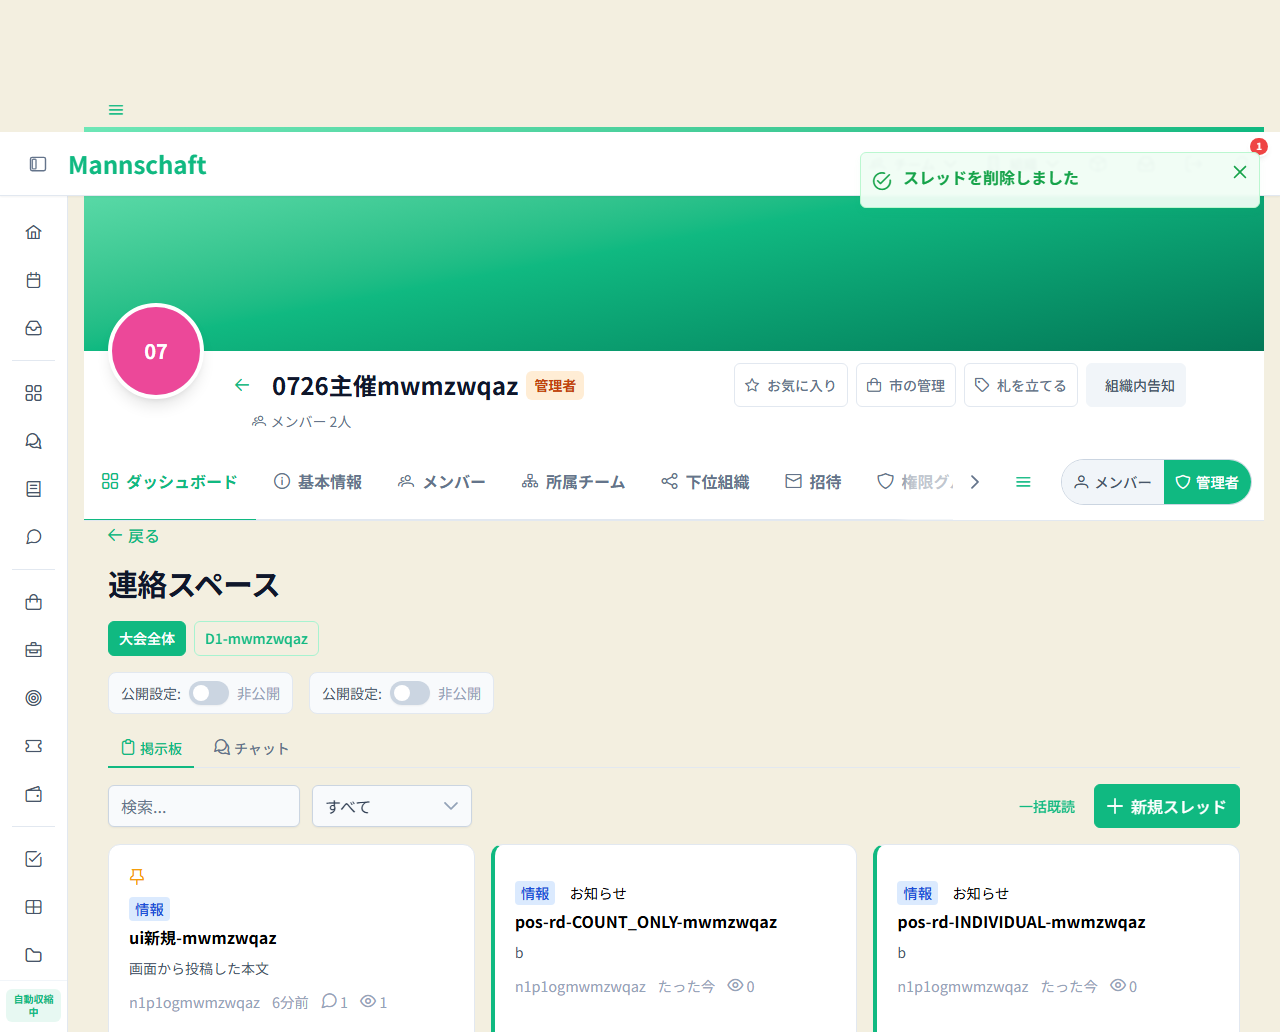 Mannschaft
1
スレッドを削除しました
07
0726主催mwmzwqaz
管理者
お気に入り
市の管理
札を立てる
組織内告知
メンバー 2人
ダッシュボード
基本情報
メンバー
所属チーム
下位組織
招待
権限グ
メンバー
管理者
戻る
連絡スペース
大会全体
D1-mwmzwqaz
公開設定: 非公開
公開設定: 非公開
掲示板
チャット
検索...
すべて
一括既読
新規スレッド
情報
ui新規-mwmzwqaz
画面から投稿した本文
n1p1ogmwmzwqaz 6分前 1 1
情報 お知らせ
pos-rd-COUNT_ONLY-mwmzwqaz
b
n1p1ogmwmzwqaz たった今 0
情報 お知らせ
pos-rd-INDIVIDUAL-mwmzwqaz
b
n1p1ogmwmzwqaz たった今 0
自動収縮
中